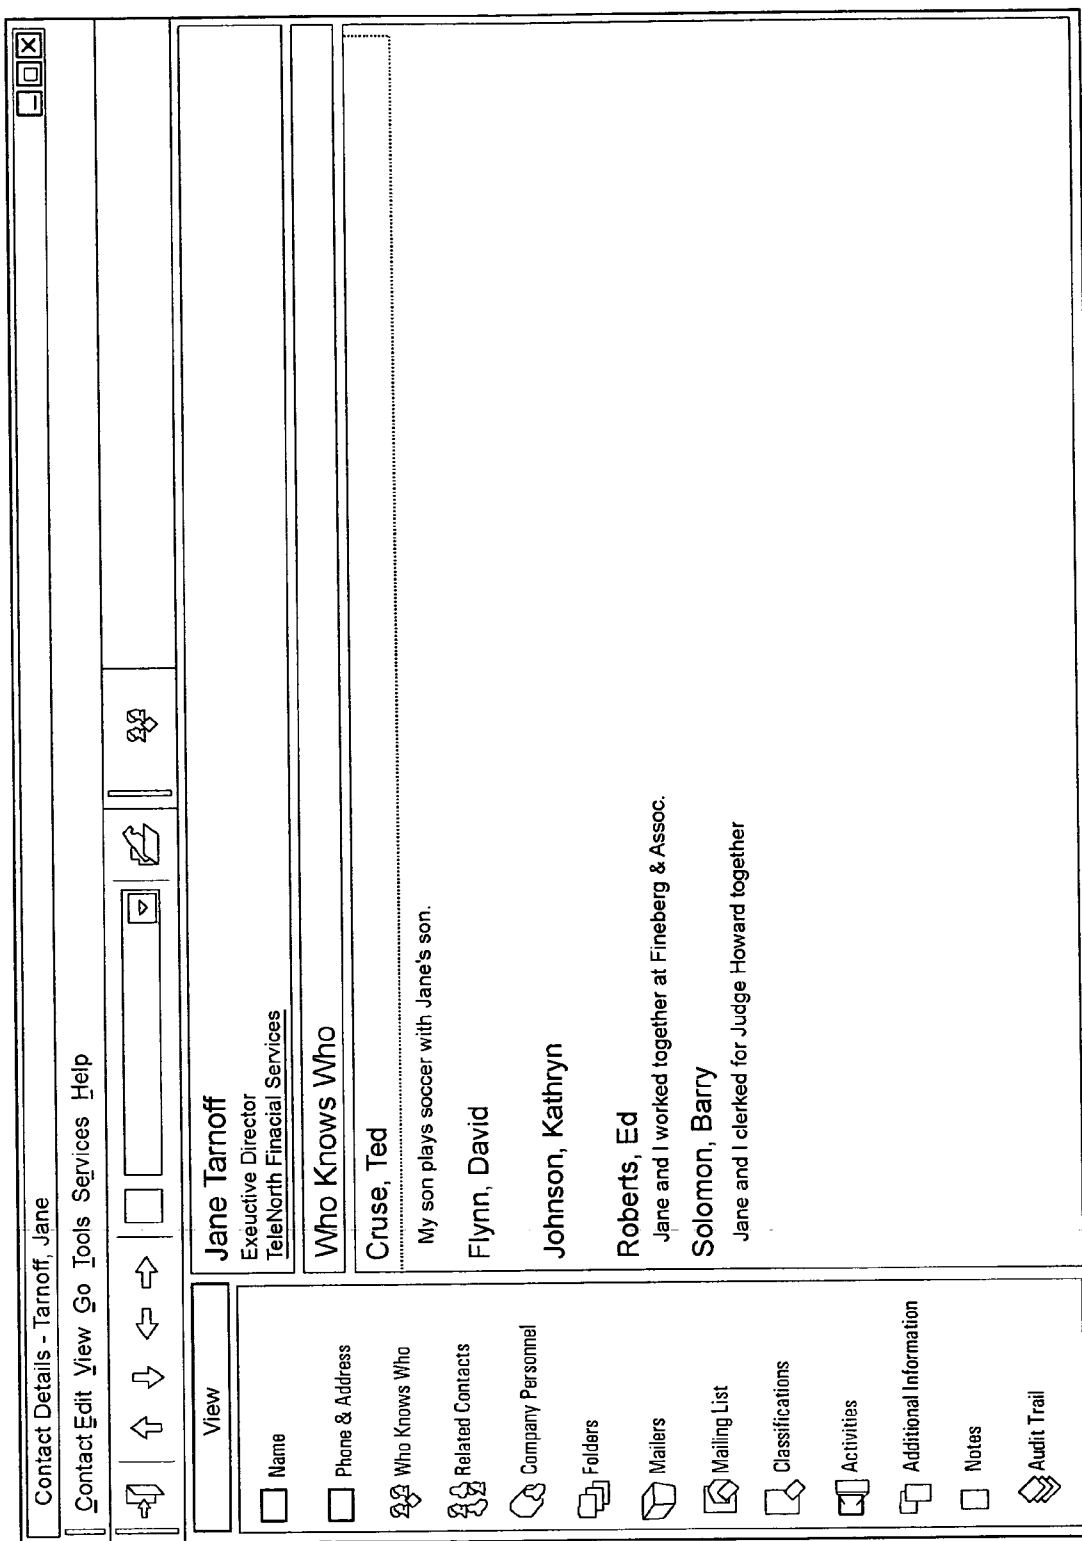 Contact Details - Tarnoff, Jane
Contact Edit View Go Tools Services Help
View
Name
Phone & Address
Who Knows Who
Related Contacts
Company Personnel
Folders
Mailers
Mailing List
Classifications
Activities
Additional Information
Notes
Audit Trail
Jane Tarnoff
Exeuctive Director
TeleNorth Finacial Services
Who Knows Who
Cruse, Ted
My son plays soccer with Jane's son.
Flynn, David
Johnson, Kathryn
Roberts, Ed
Jane and I worked together at Fineberg & Assoc.
Solomon, Barry
Jane and I clerked for Judge Howard together